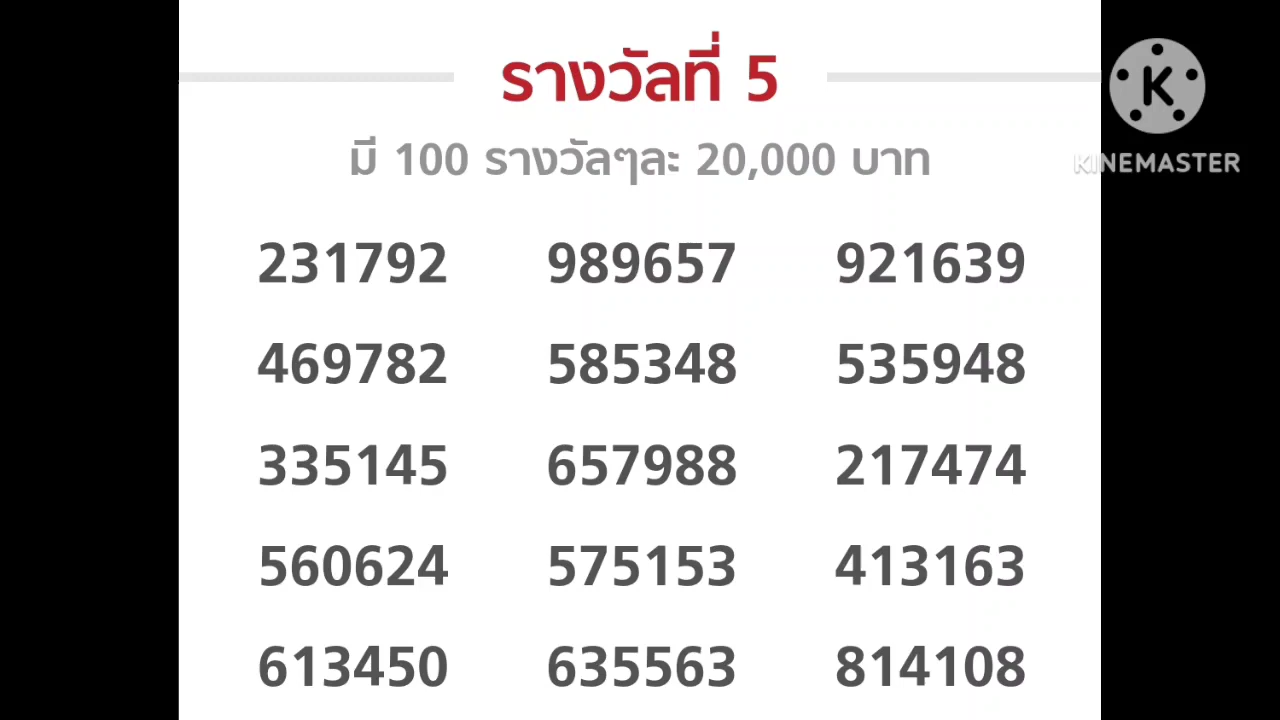 รางวัลที่ 5
มี 100 รางวัลๆละ 20,000 บาท
K
KINEMASTER
231792 989657 921639
469782 585348 535948
335145 657988 217474
560624 575153 413163
613450 635563 814108